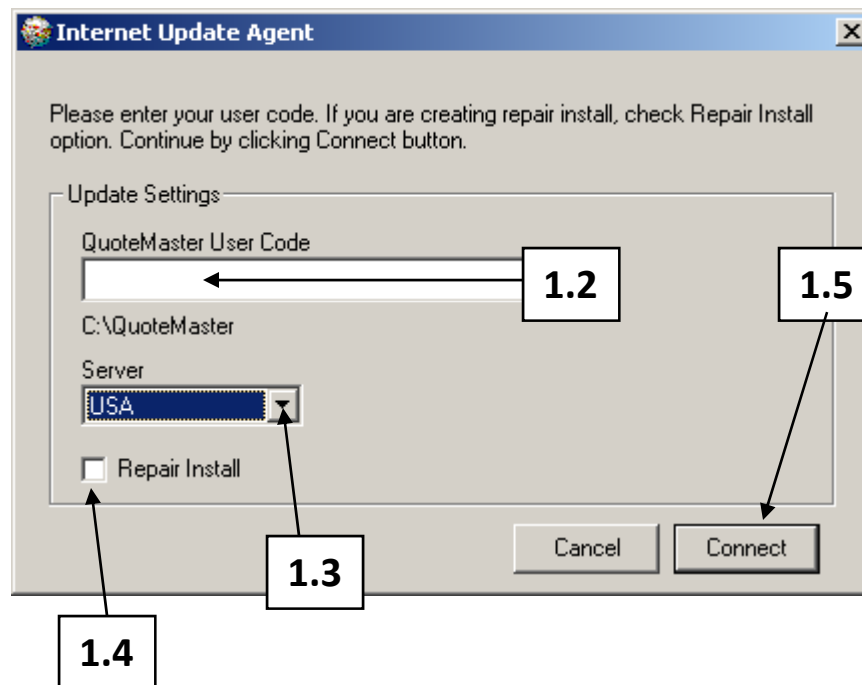 Internet Update Agent
Please enter your user code. If you are creating repair install, check Repair Install
option. Continue by clicking Connect button.
Update Settings
QuoteMaster User Code
1.2
1.5
C:\QuoteMaster
Server
USA
Repair Install
Cancel
Connect
1.3
1.4